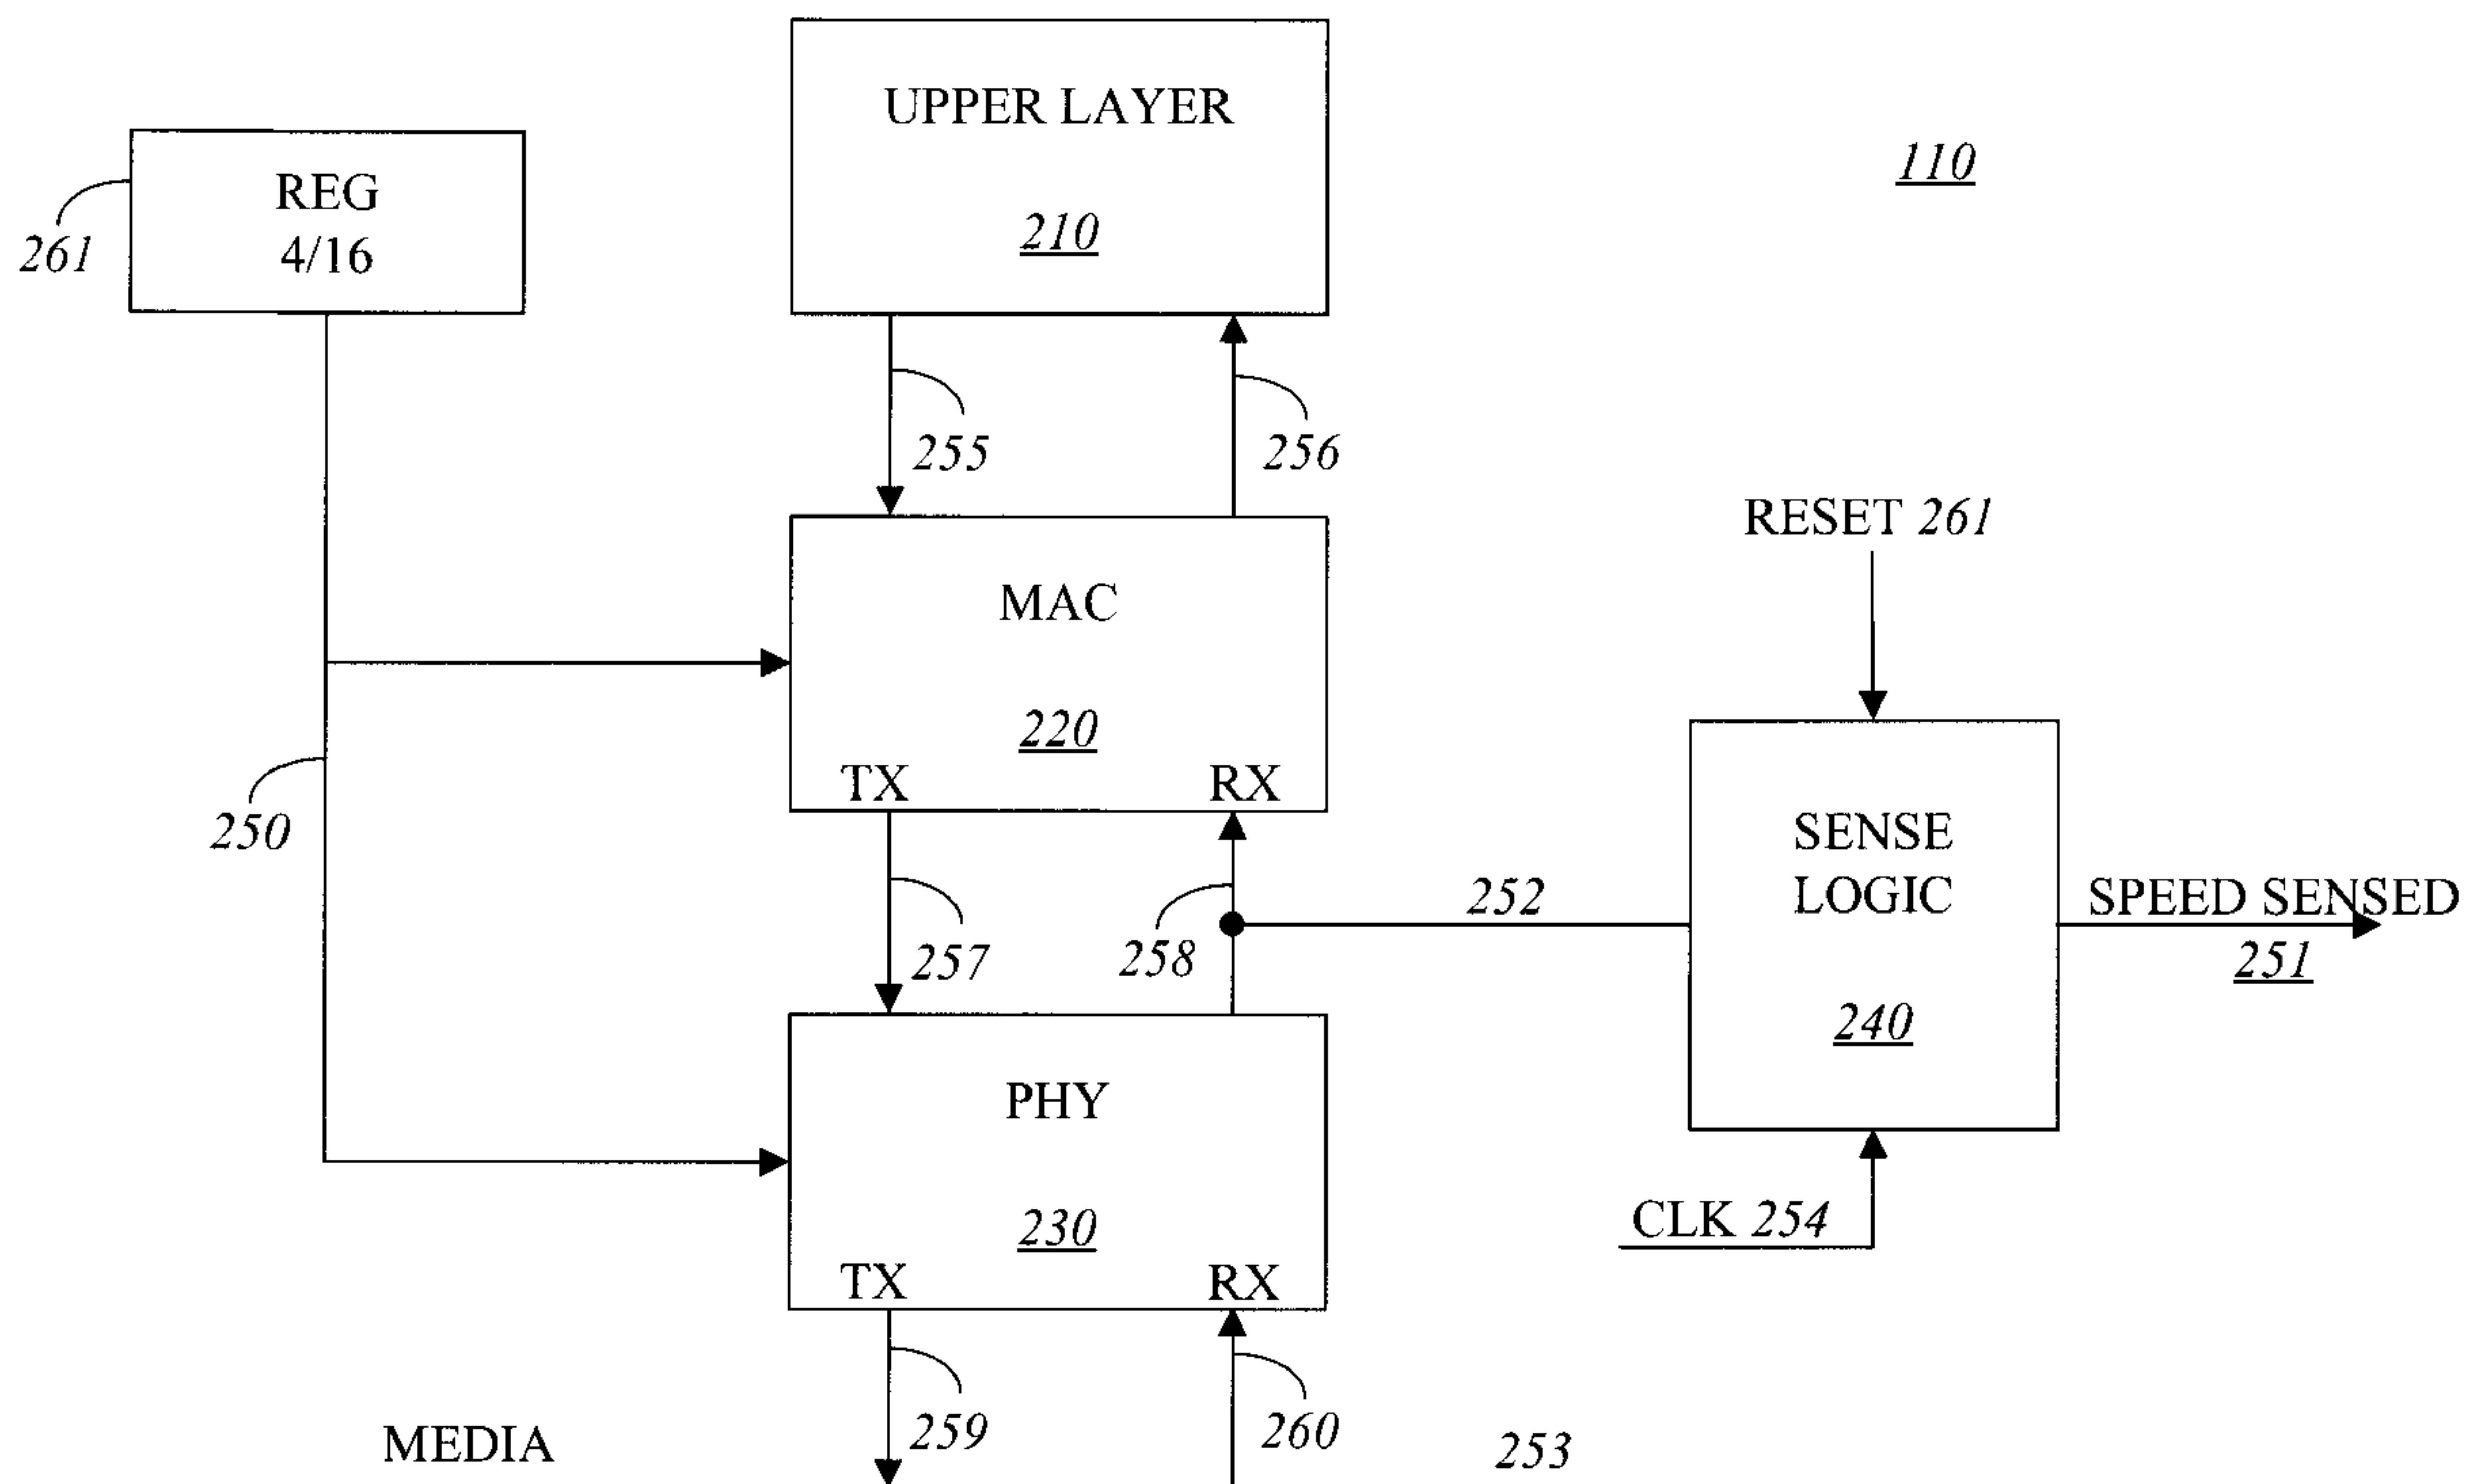 UPPER LAYER
210
110
REG
4/16
261
255
256
RESET 261
MAC
220
TX RX
250
SENSE
LOGIC
240
252
SPEED SENSED
251
257
258
PHY
230
TX RX
CLK 254
259
260
MEDIA
253